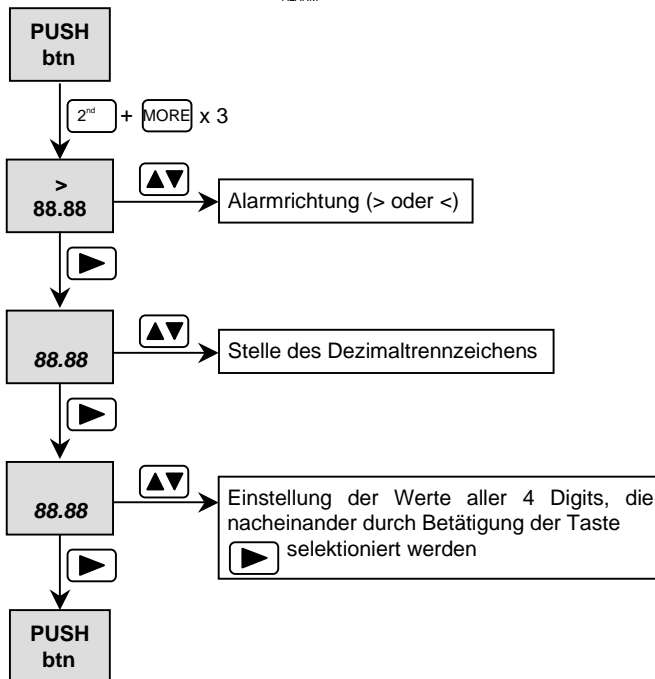 PUSH
btn
2nd + MORE x 3
>
88.88
▲▼
Alarmrichtung (> oder <)
▶
88.88
▲▼
Stelle des Dezimaltrennzeichens
▶
88.88
▲▼
Einstellung der Werte aller 4 Digits, die
nacheinander durch Betätigung der Taste
▶ selektioniert werden
▶
PUSH
btn